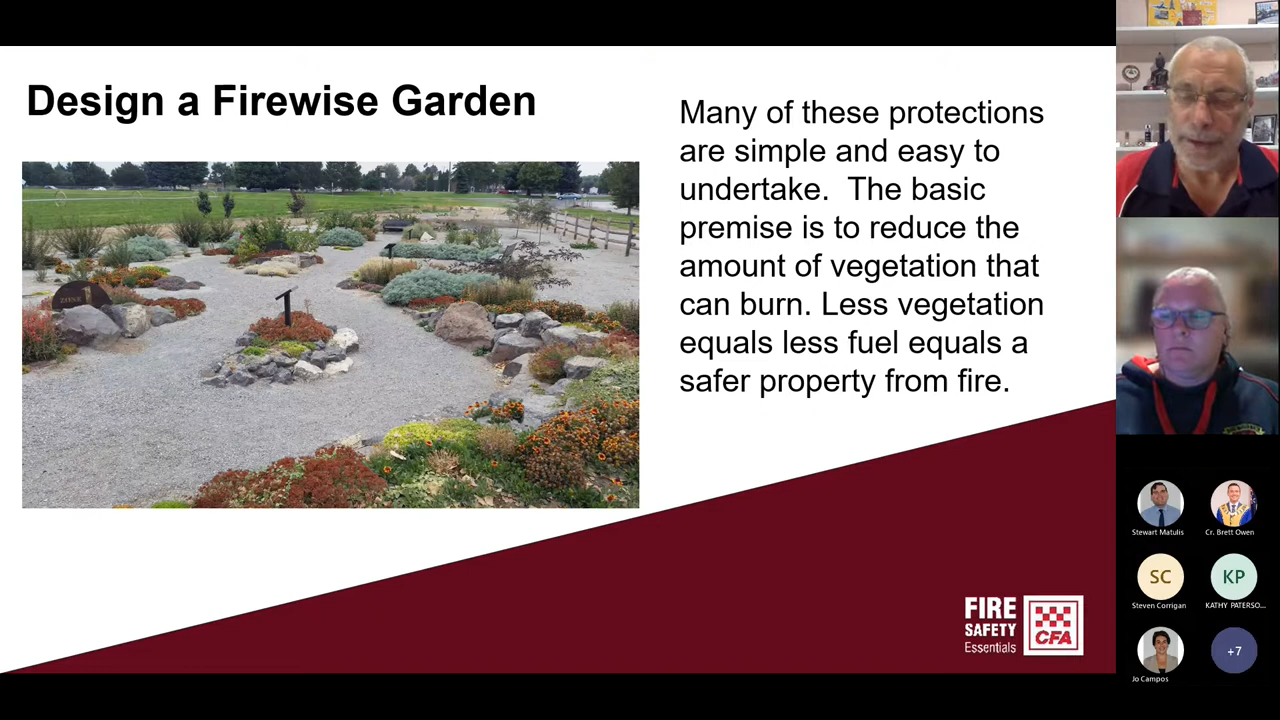 Design a Firewise Garden
Many of these protections
are simple and easy to
undertake. The basic
premise is to reduce the
amount of vegetation that
can burn. Less vegetation
equals less fuel equals a
safer property from fire.
FIRE
SAFETY
Essentials
CFA
Stewart Matulis
Cr. Brett Owen
SC
KP
Steven Corrigan
KATHY PATERSO...
Jo Campos
+7